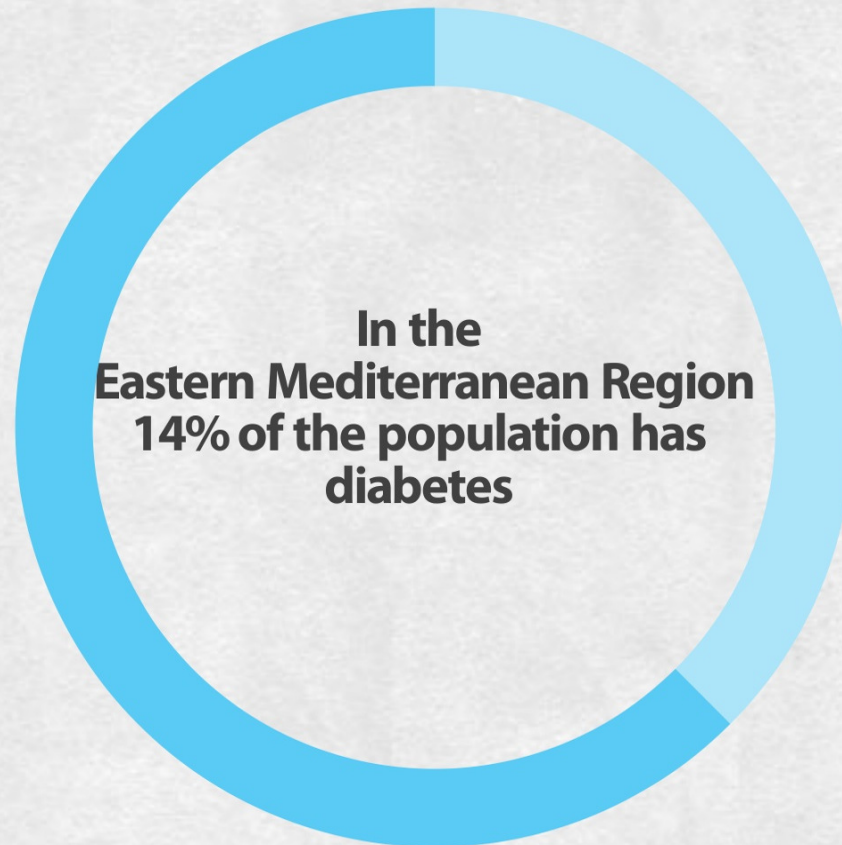 In the
Eastern Mediterranean Region
14% of the population has
diabetes